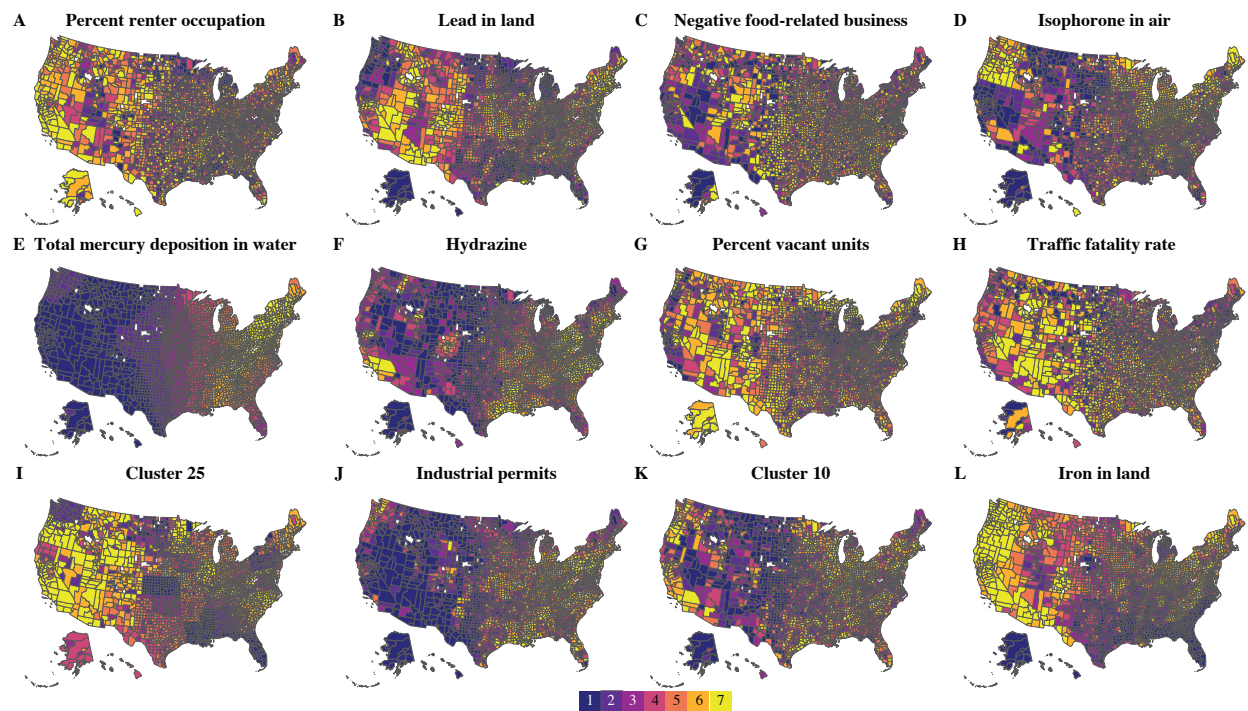 A Percent renter occupation
B Lead in land
C Negative food-related business
D Isophorone in air
E Total mercury deposition in water
F Hydrazine
G Percent vacant units
H Traffic fatality rate
I Cluster 25
J Industrial permits
K Cluster 10
L Iron in land
1 2 3 4 5 6 7